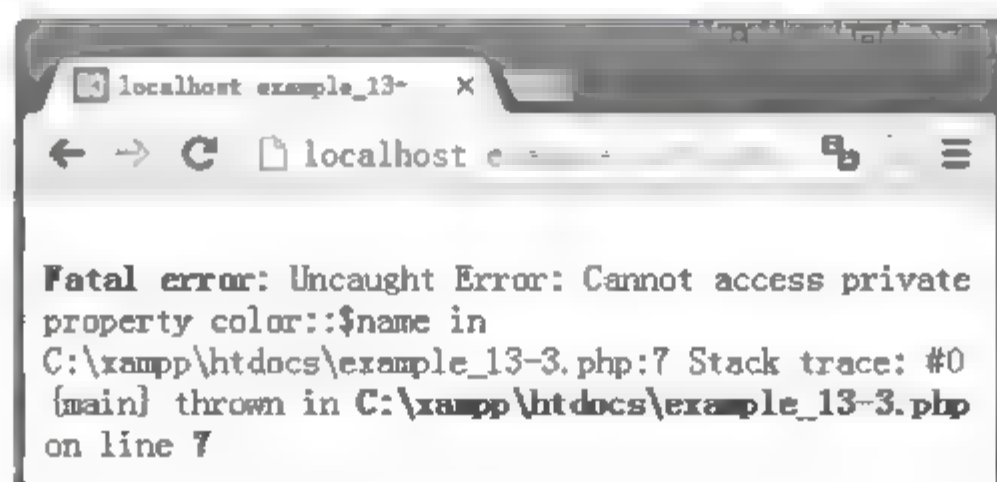 localhost example_13-
localhost
Fatal error: Uncaught Error: Cannot access private
property color::$name in
C:\xampp\htdocs\example_13-3.php:7 Stack trace: #0
{main} thrown in C:\xampp\htdocs\example_13-3.php
on line 7